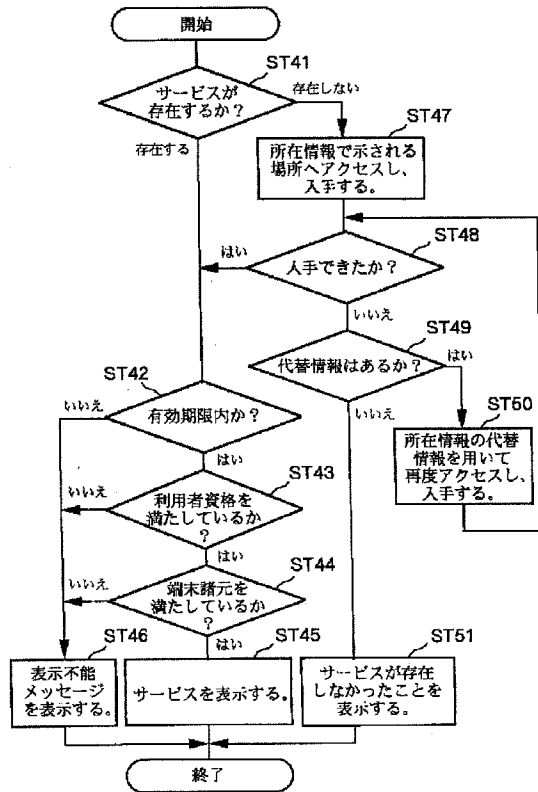 開始
ST41
サービスが
存在するか？
存在しない
存在する
ST47
所在情報で示される
場所へアクセスし、
入手する。
ST48
はい
入手できたか？
いいえ
ST49
代替情報はあるか？
はい
いいえ
ST50
所在情報の代替
情報を用いて
再度アクセスし、
入手する。
ST42
いいえ
有効期限内か？
はい
ST43
いいえ
利用者資格を
満たしているか
？
はい
ST44
いいえ
端末諸元を
満たしているか
？
はい
ST46
表示不能
メッセージ
を表示する。
ST45
サービスを表示する。
ST51
サービスが存在
しなかったことを
表示する。
終了